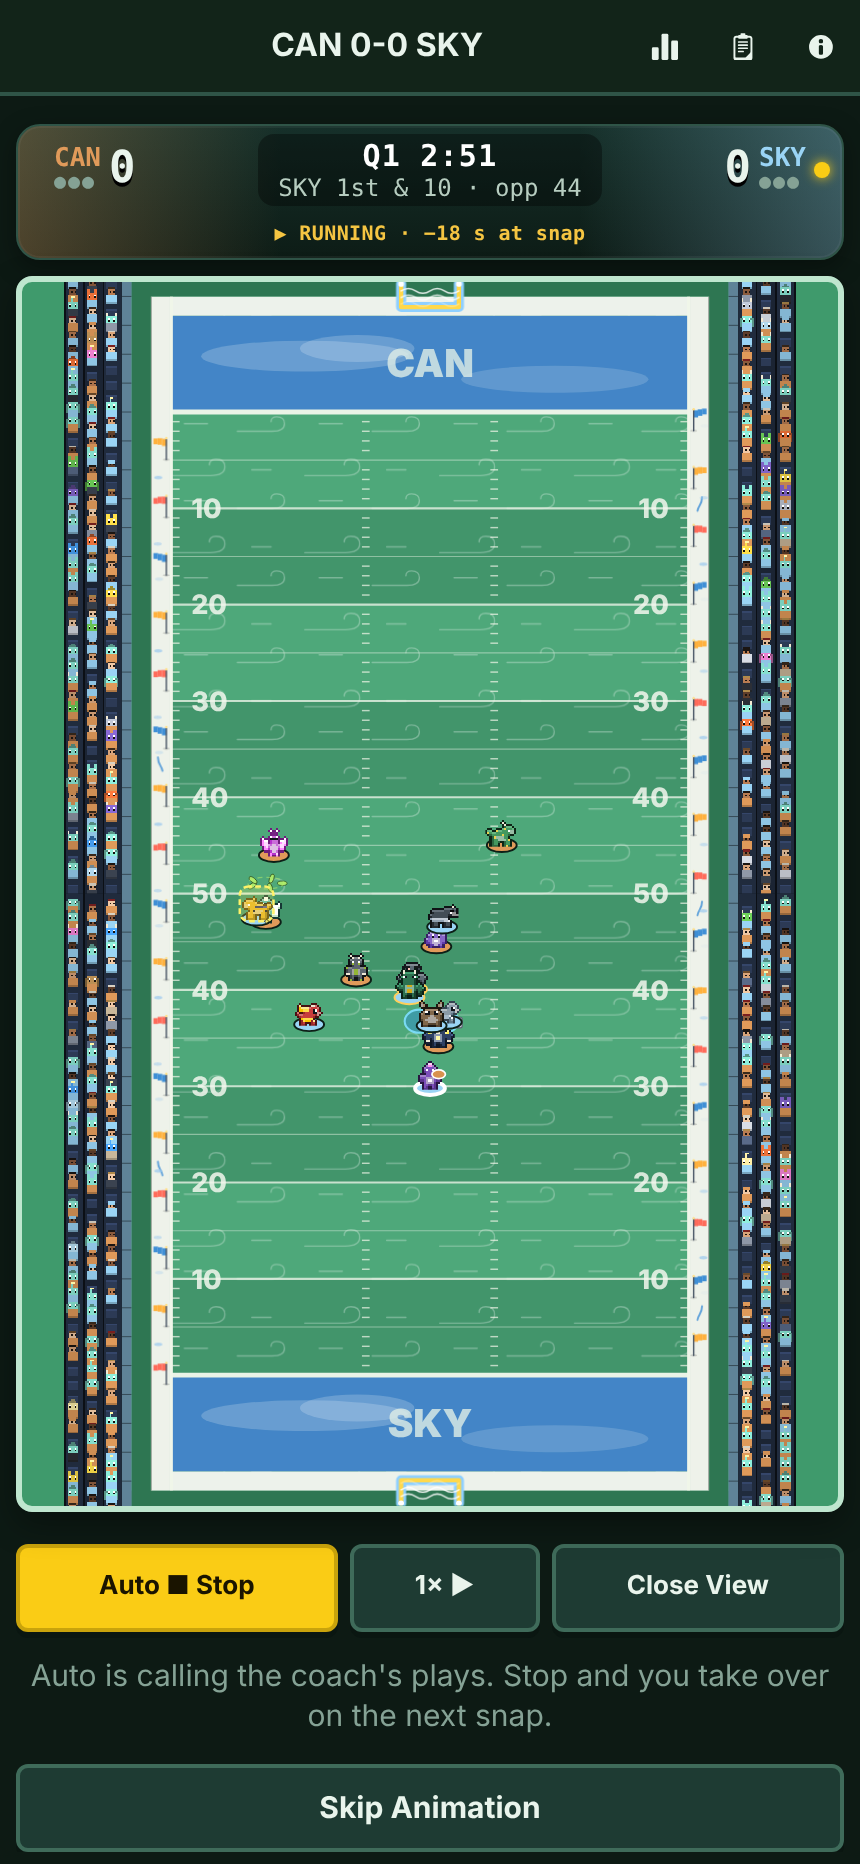 CAN 0-0 SKY
CAN 0
Q1 2:51
0 SKY
SKY 1st & 10 · opp 44
▶ RUNNING · −18 s at snap
CAN
10 10
20 20
30 30
40 40
50 50
40 40
30 30
20 20
10 10
SKY
Auto ■ Stop
1× ▶
Close View
Auto is calling the coach's plays. Stop and you take over
on the next snap.
Skip Animation